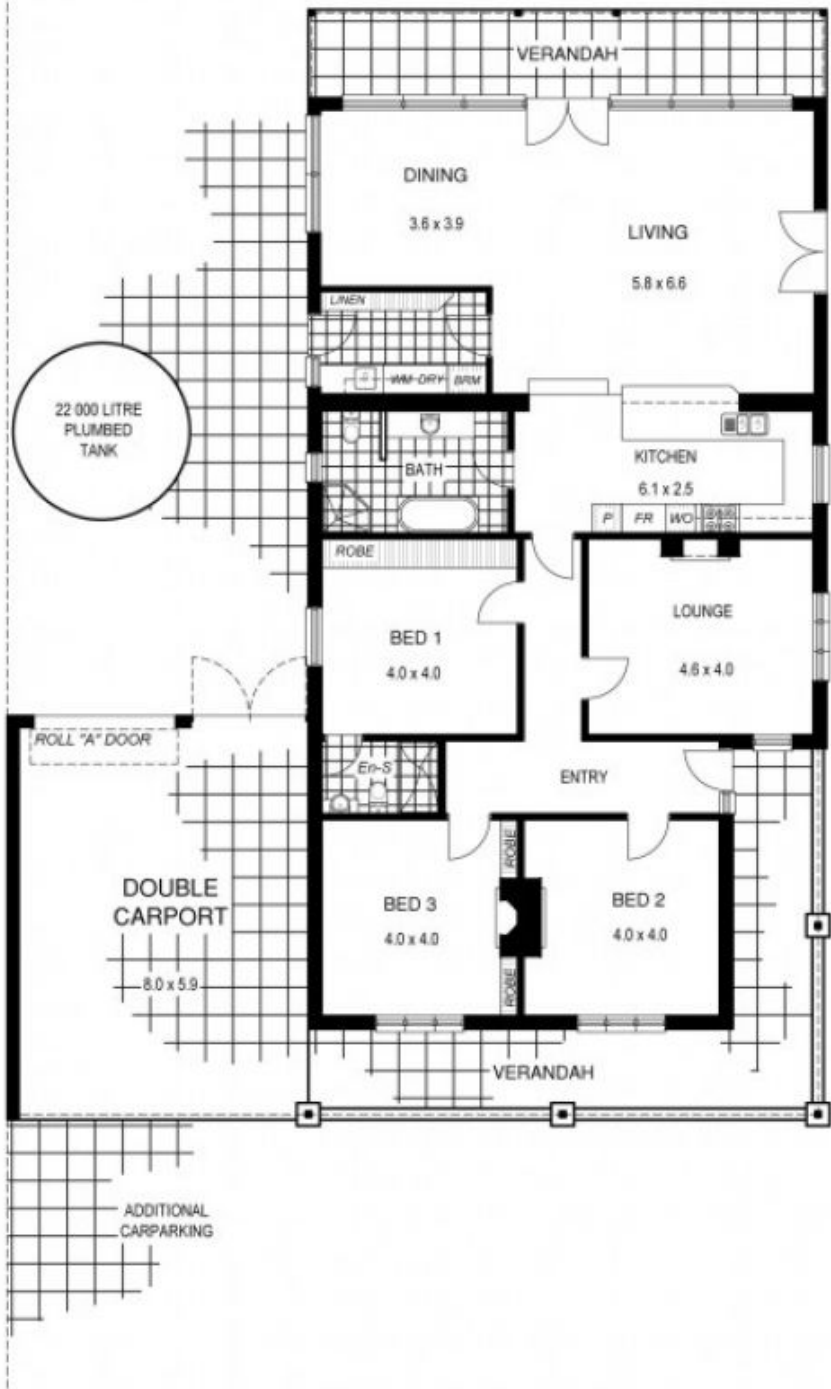 VERANDAH
DINING
3.6 x 3.9
LIVING
5.8 x 6.6
LINEN
WM DRY BRM
22 000 LITRE
PLUMBED
TANK
BATH
KITCHEN
6.1 x 2.5
P FR WO
ROBE
BED 1
4.0 x 4.0
LOUNGE
4.6 x 4.0
ROLL "A" DOOR
En-S
ENTRY
DOUBLE
CARPORT
8.0 x 5.9
BED 3
4.0 x 4.0
ROBE
ROBE
BED 2
4.0 x 4.0
VERANDAH
ADDITIONAL
CARPARKING